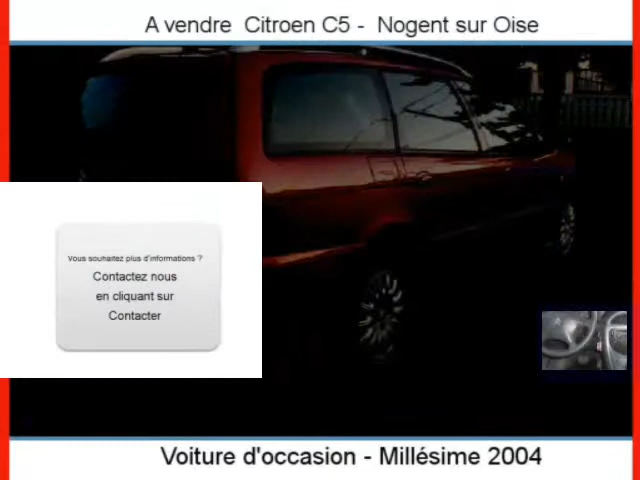 A vendre Citroen C5 - Nogent sur Oise
Vous souhaitez plus d'informations ?
Contactez nous
en cliquant sur
Contacter
Voiture d'occasion - Millésime 2004